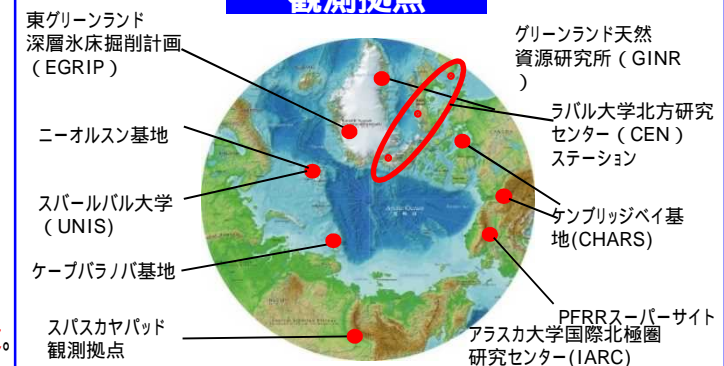 観測拠点
東グリーンランド
深層氷床掘削計画
（EGRIP）
ニーオルスン基地
スバールバル大学
（UNIS)
ケープバラノバ基地
スパスカヤパッド
観測拠点
。
グリーンランド天然
資源研究所（GINR
）
ラバル大学北方研究
センター（CEN）
ステーション
ケンブリッジベイ基
地(CHARS)
PFRRスーパーサイト
アラスカ大学国際北極圏
研究センター(IARC)